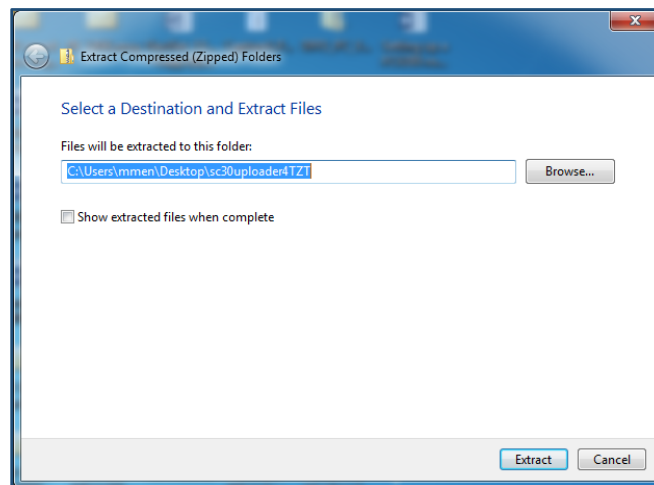 Extract Compressed (Zipped) Folders
Select a Destination and Extract Files
Files will be extracted to this folder:
C:\Users\mmen\Desktop\sc30uploader4TZT
Browse...
Show extracted files when complete
Extract
Cancel